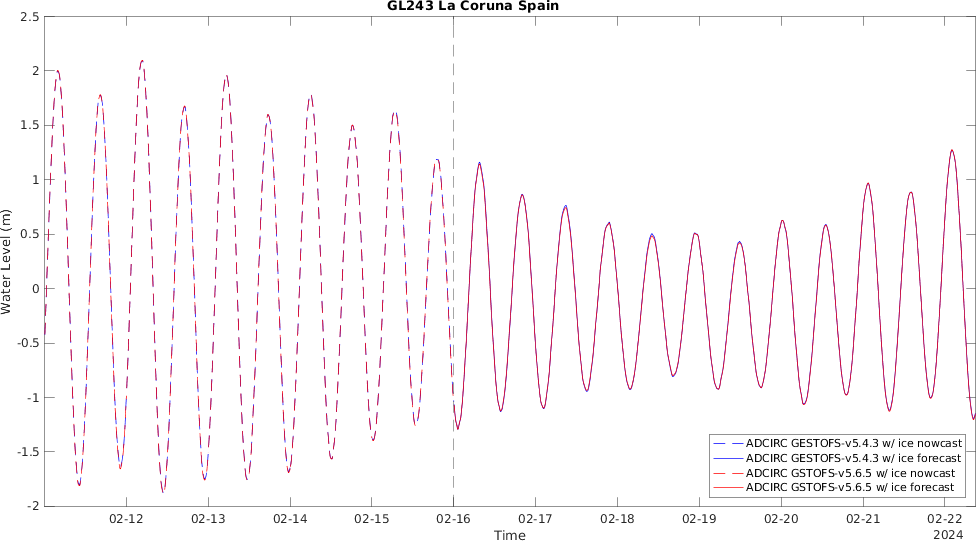 GL243 La Coruna Spain
2.5
2
1.5
1
0.5
0
-0.5
-1
-1.5
-2
Water Level (m)
02-12 02-13 02-14 02-15 02-16 02-17 02-18 02-19 02-20 02-21 02-22
2024
Time
ADCIRC GESTOFS-v5.4.3 w/ ice nowcast
ADCIRC GESTOFS-v5.4.3 w/ ice forecast
ADCIRC GSTOFS-v5.6.5 w/ ice nowcast
ADCIRC GSTOFS-v5.6.5 w/ ice forecast